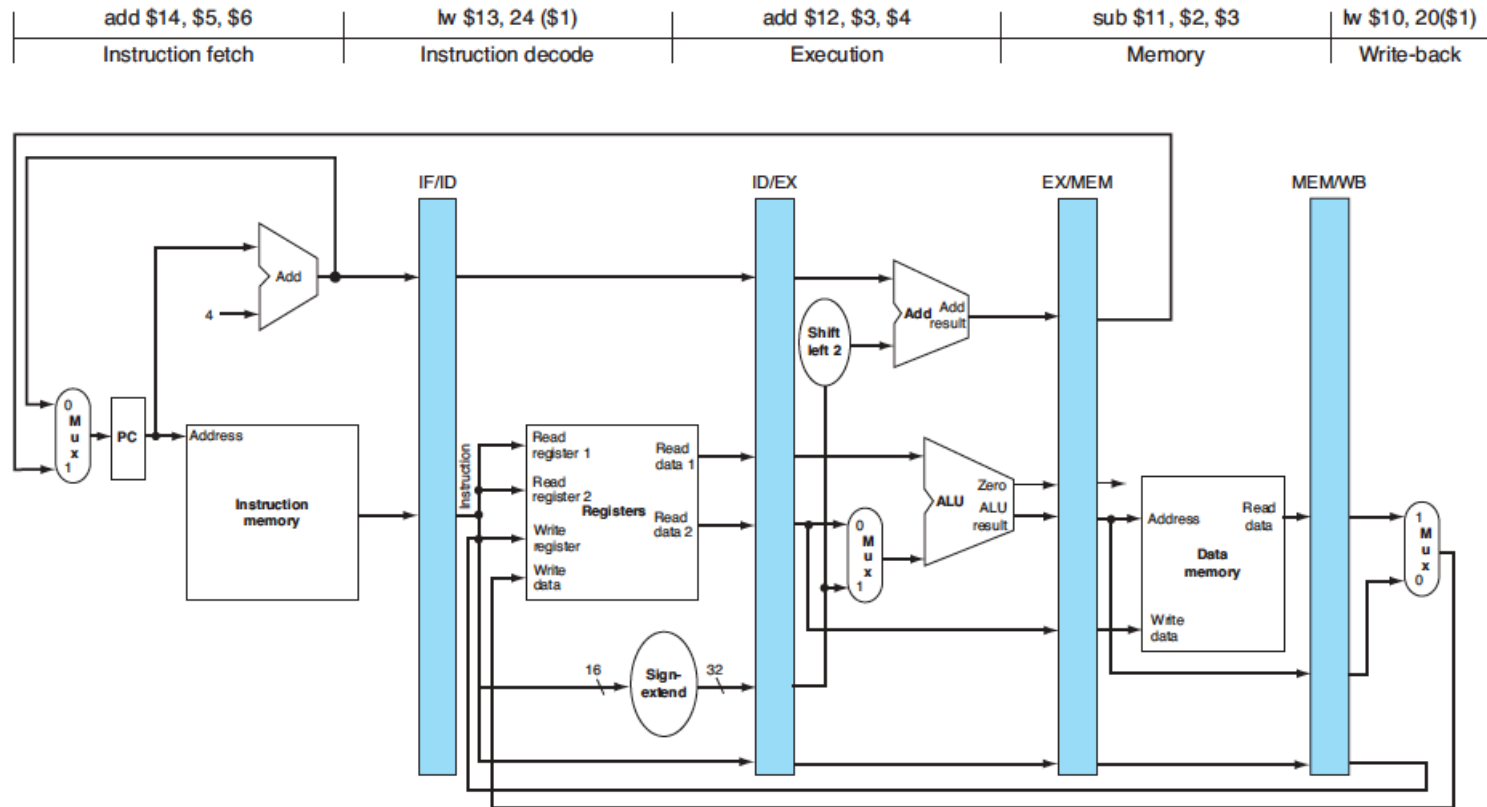 add $14, $5, $6
lw $13, 24 ($1)
add $12, $3, $4
sub $11, $2, $3
lw $10, 20($1)
Instruction fetch
Instruction decode
Execution
Memory
Write-back
IF/ID
ID/EX
EX/MEM
MEM/WB
Add
4
0
M
u
x
1
PC
Address
Instruction
memory
Instruction
Read
register 1
Read
register 2
Registers
Write
register
Write
data
Read
data 1
Read
data 2
16
Sign-
extend
32
Shift
left 2
Add
Add
result
0
M
u
x
1
ALU
Zero
ALU
result
Address
Read
data
Data
memory
Write
data
1
M
u
x
0